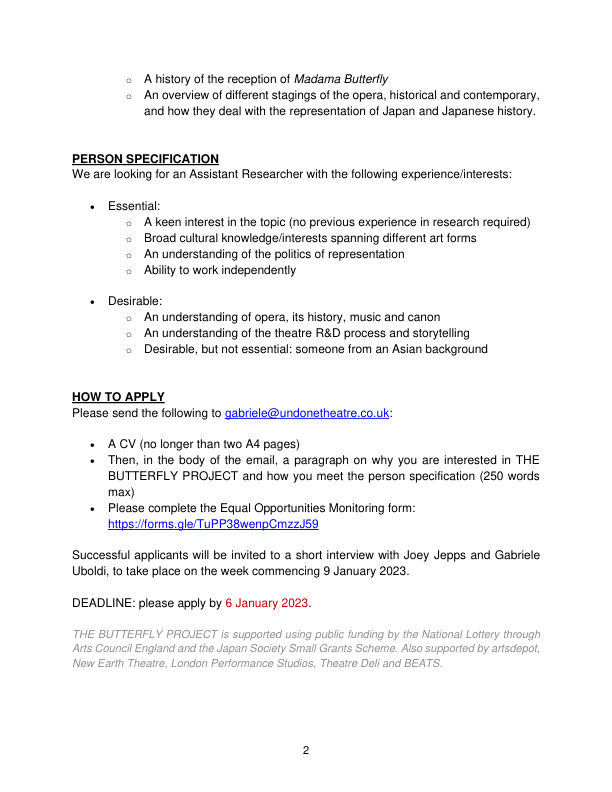 o A history of the reception of Madama Butterfly
o An overview of different stagings of the opera, historical and contemporary,
and how they deal with the representation of Japan and Japanese history.
PERSON SPECIFICATION
We are looking for an Assistant Researcher with the following experience/interests:
• Essential:
o A keen interest in the topic (no previous experience in research required)
o Broad cultural knowledge/interests spanning different art forms
o An understanding of the politics of representation
o Ability to work independently
• Desirable:
o An understanding of opera, its history, music and canon
o An understanding of the theatre R&D process and storytelling
o Desirable, but not essential: someone from an Asian background
HOW TO APPLY
Please send the following to gabriele@undonetheatre.co.uk:
• A CV (no longer than two A4 pages)
• Then, in the body of the email, a paragraph on why you are interested in THE
BUTTERFLY PROJECT and how you meet the person specification (250 words
max)
• Please complete the Equal Opportunities Monitoring form:
https://forms.gle/TuPP38wenpCmzzJ59
Successful applicants will be invited to a short interview with Joey Jepps and Gabriele
Uboldi, to take place on the week commencing 9 January 2023.
DEADLINE: please apply by 6 January 2023.
THE BUTTERFLY PROJECT is supported using public funding by the National Lottery through
Arts Council England and the Japan Society Small Grants Scheme. Also supported by artsdepot,
New Earth Theatre, London Performance Studios, Theatre Deli and BEATS.
2